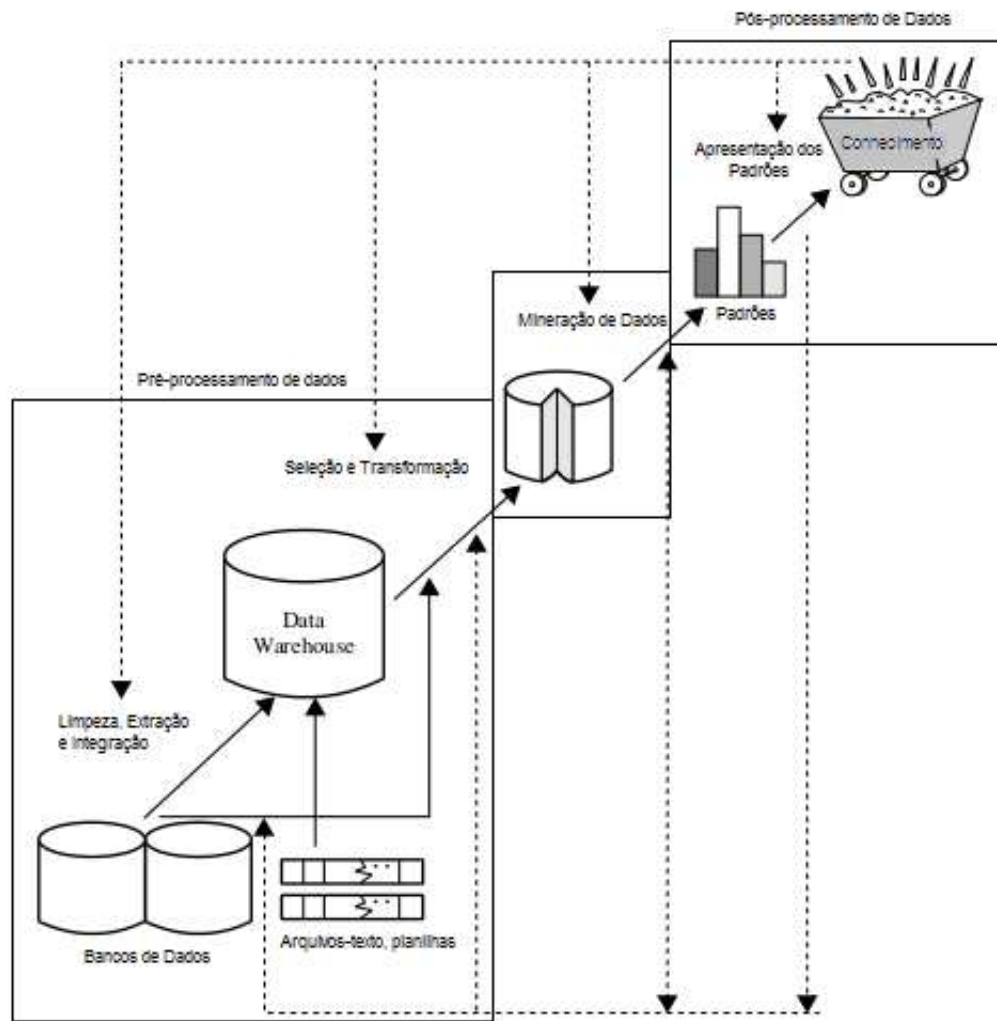 Pós-processamento de Dados
Conhecimento
Apresentação dos
Padrões
Padrões
Mineração de Dados
Pré-processamento de dados
Seleção e Transformação
Data
Warehouse
Limpeza, Extração
e Integração
Bancos de Dados
Arquivos-texto, planilhas